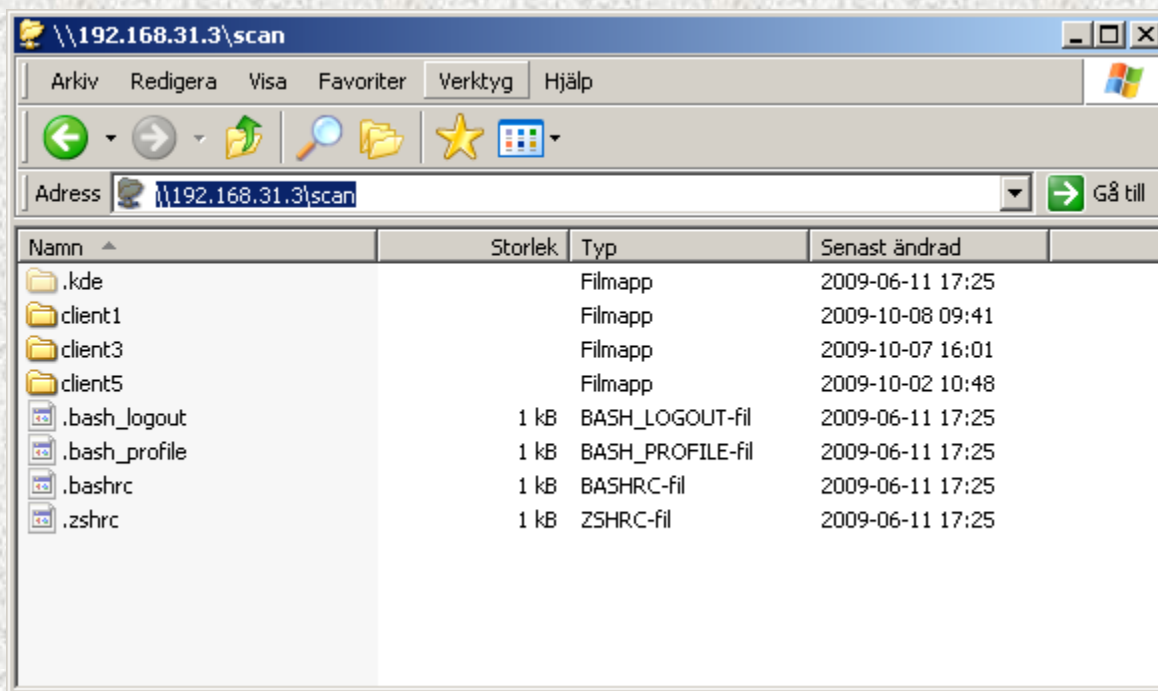 \\192.168.31.3\scan
Arkiv Redigera Visa Favoriter Verktyg Hjälp
Adress \\192.168.31.3\scan Gå till
Namn Storlek Typ Senast ändrad
.kde Filmapp 2009-06-11 17:25
client1 Filmapp 2009-10-08 09:41
client3 Filmapp 2009-10-07 16:01
client5 Filmapp 2009-10-02 10:48
.bash_logout 1 kB BASH_LOGOUT-fil 2009-06-11 17:25
.bash_profile 1 kB BASH_PROFILE-fil 2009-06-11 17:25
.bashrc 1 kB BASHRC-fil 2009-06-11 17:25
.zshrc 1 kB ZSHRC-fil 2009-06-11 17:25